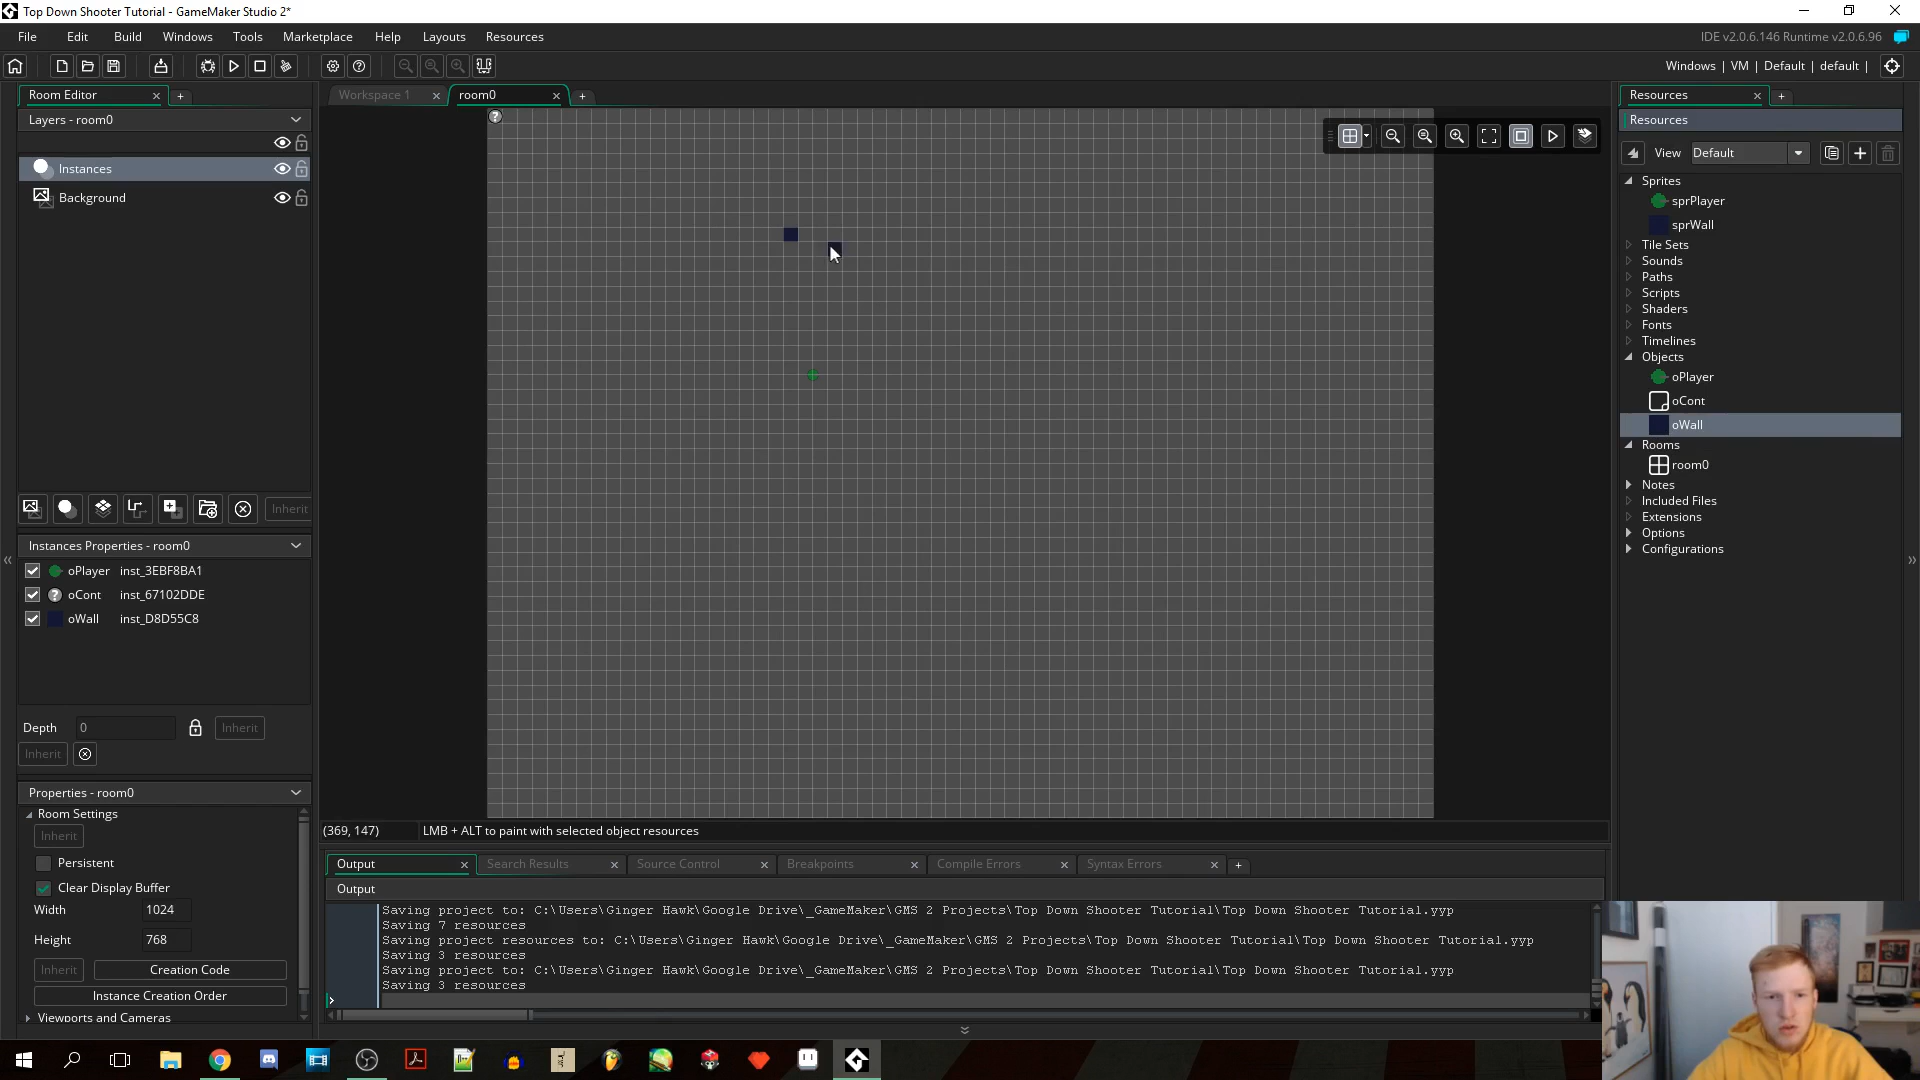 Top Down Shooter Tutorial - GameMaker Studio 2*
File Edit Build Windows Tools Marketplace Help Layouts Resources
IDE v2.0.6.146 Runtime v2.0.6.96
Windows | VM | Default | default |
Room Editor
Workspace 1
room0
Resources
Layers - room0
Resources
Instances
Background
View Default
Sprites
sprPlayer
sprWall
Tile Sets
Sounds
Paths
Scripts
Shaders
Fonts
Timelines
Objects
oPlayer
oCont
oWall
Rooms
room0
Notes
Included Files
Extensions
Options
Configurations
Inherit
Instances Properties - room0
oPlayer inst_3EBF8BA1
oCont inst_67102DDE
oWall inst_D8D55C8
Depth 0 Inherit
Inherit
Properties - room0
Room Settings
Inherit
Persistent
Clear Display Buffer
Width 1024
Height 768
Inherit Creation Code
Instance Creation Order
Viewports and Cameras
(369, 147) LMB + ALT to paint with selected object resources
Output Search Results Source Control Breakpoints Compile Errors Syntax Errors
Output
Saving project to: C:\Users\Ginger Hawk\Google Drive\_GameMaker\GMS 2 Projects\Top Down Shooter Tutorial\Top Down Shooter Tutorial.yyp
Saving 7 resources
Saving project resources to: C:\Users\Ginger Hawk\Google Drive\_GameMaker\GMS 2 Projects\Top Down Shooter Tutorial\Top Down Shooter Tutorial.yyp
Saving 3 resources
Saving project to: C:\Users\Ginger Hawk\Google Drive\_GameMaker\GMS 2 Projects\Top Down Shooter Tutorial\Top Down Shooter Tutorial.yyp
Saving 3 resources